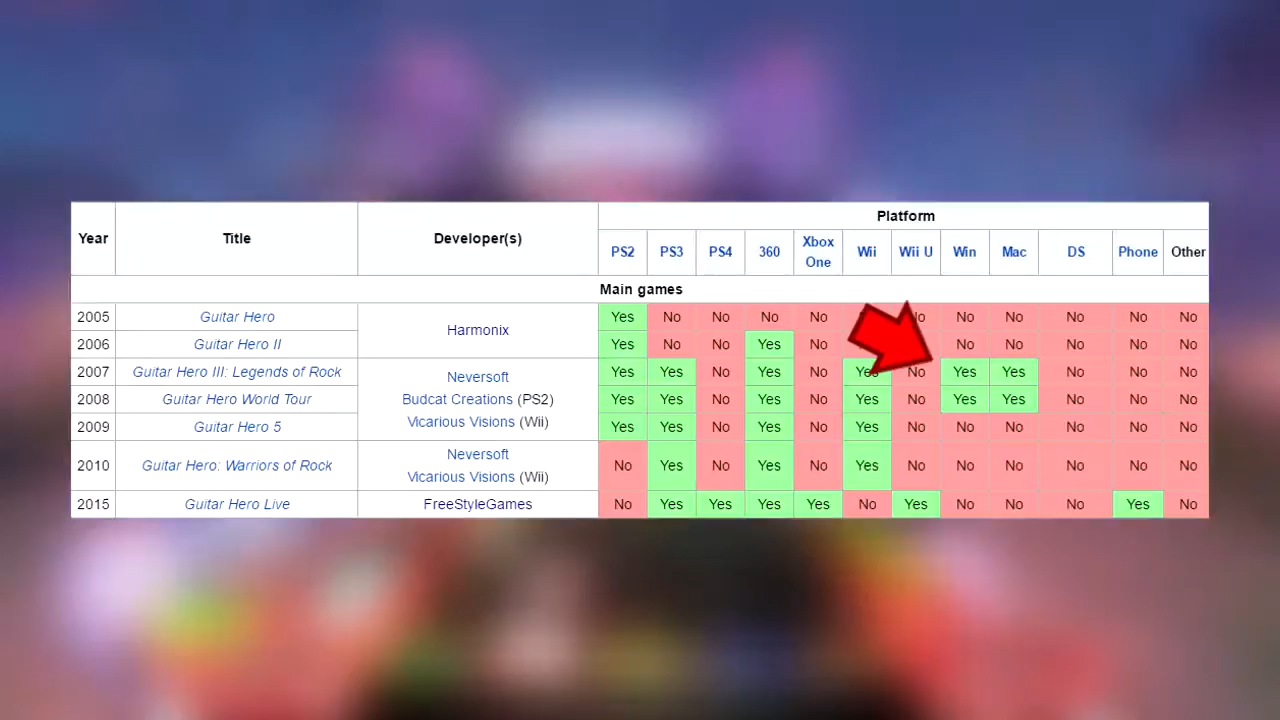 Year Title Developer(s) Platform
PS2 PS3 PS4 360 Xbox One Wii Wii U Win Mac DS Phone Other
Main games
2005 Guitar Hero Harmonix Yes No No No No No No No No No No
2006 Guitar Hero II Yes No No Yes No No No No No No
2007 Guitar Hero III: Legends of Rock Neversoft Yes Yes No Yes No Yes No Yes Yes No No No
2008 Guitar Hero World Tour Budcat Creations (PS2) Yes Yes No Yes No Yes No Yes Yes No No No
2009 Guitar Hero 5 Vicarious Visions (Wii) Yes Yes No Yes No Yes No No No No No No
2010 Guitar Hero: Warriors of Rock Neversoft No Yes No Yes No Yes No No No No No No
Vicarious Visions (Wii)
2015 Guitar Hero Live FreeStyleGames No Yes Yes Yes Yes No Yes No No No Yes No